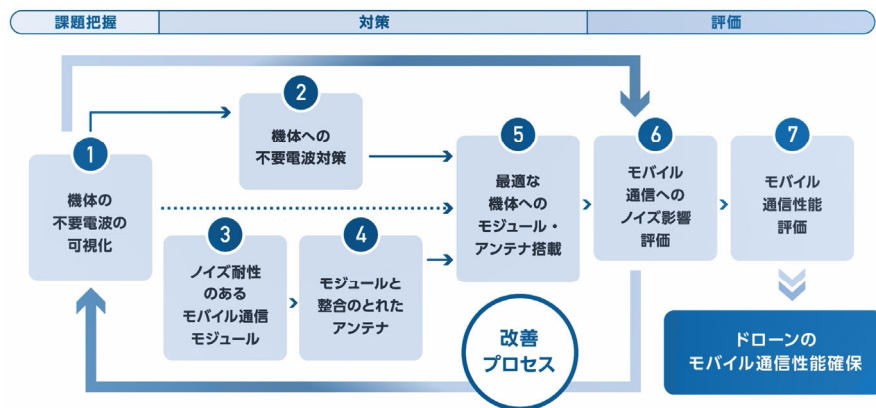 課題把握
対策
評価
1
機体の
不要電波の
可視化
2
機体への
不要電波対策
3
ノイズ耐性
のある
モバイル通信
モジュール
4
モジュールと
整合のとれた
アンテナ
5
最適な
機体への
モジュール・
アンテナ搭載
6
モバイル
通信への
ノイズ影響
評価
7
モバイル
通信性能
評価
改善
プロセス
ドローンの
モバイル通信性能確保